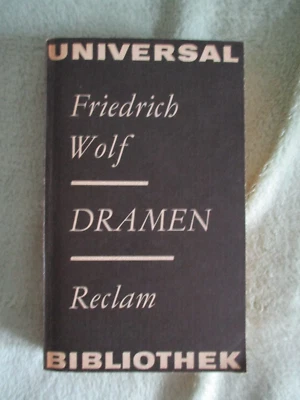 UNIVERSAL
Friedrich
Wolf
DRAMEN
Reclam
BIBLIOTHEK